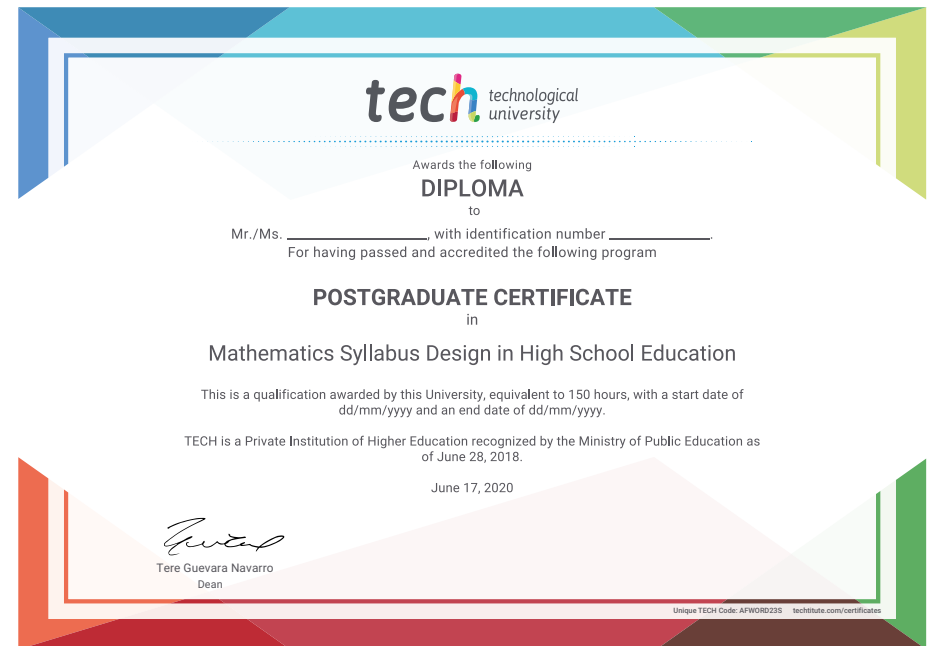 tech technological
university
Awards the following
DIPLOMA
to
Mr./Ms. ____________________, with identification number ______________.
For having passed and accredited the following program
POSTGRADUATE CERTIFICATE
in
Mathematics Syllabus Design in High School Education
This is a qualification awarded by this University, equivalent to 150 hours, with a start date of
dd/mm/yyyy and an end date of dd/mm/yyyy.
TECH is a Private Institution of Higher Education recognized by the Ministry of Public Education as
of June 28, 2018.
June 17, 2020
Tere Guevara Navarro
Dean
Unique TECH Code: AFWORD23S techtitute.com/certificates